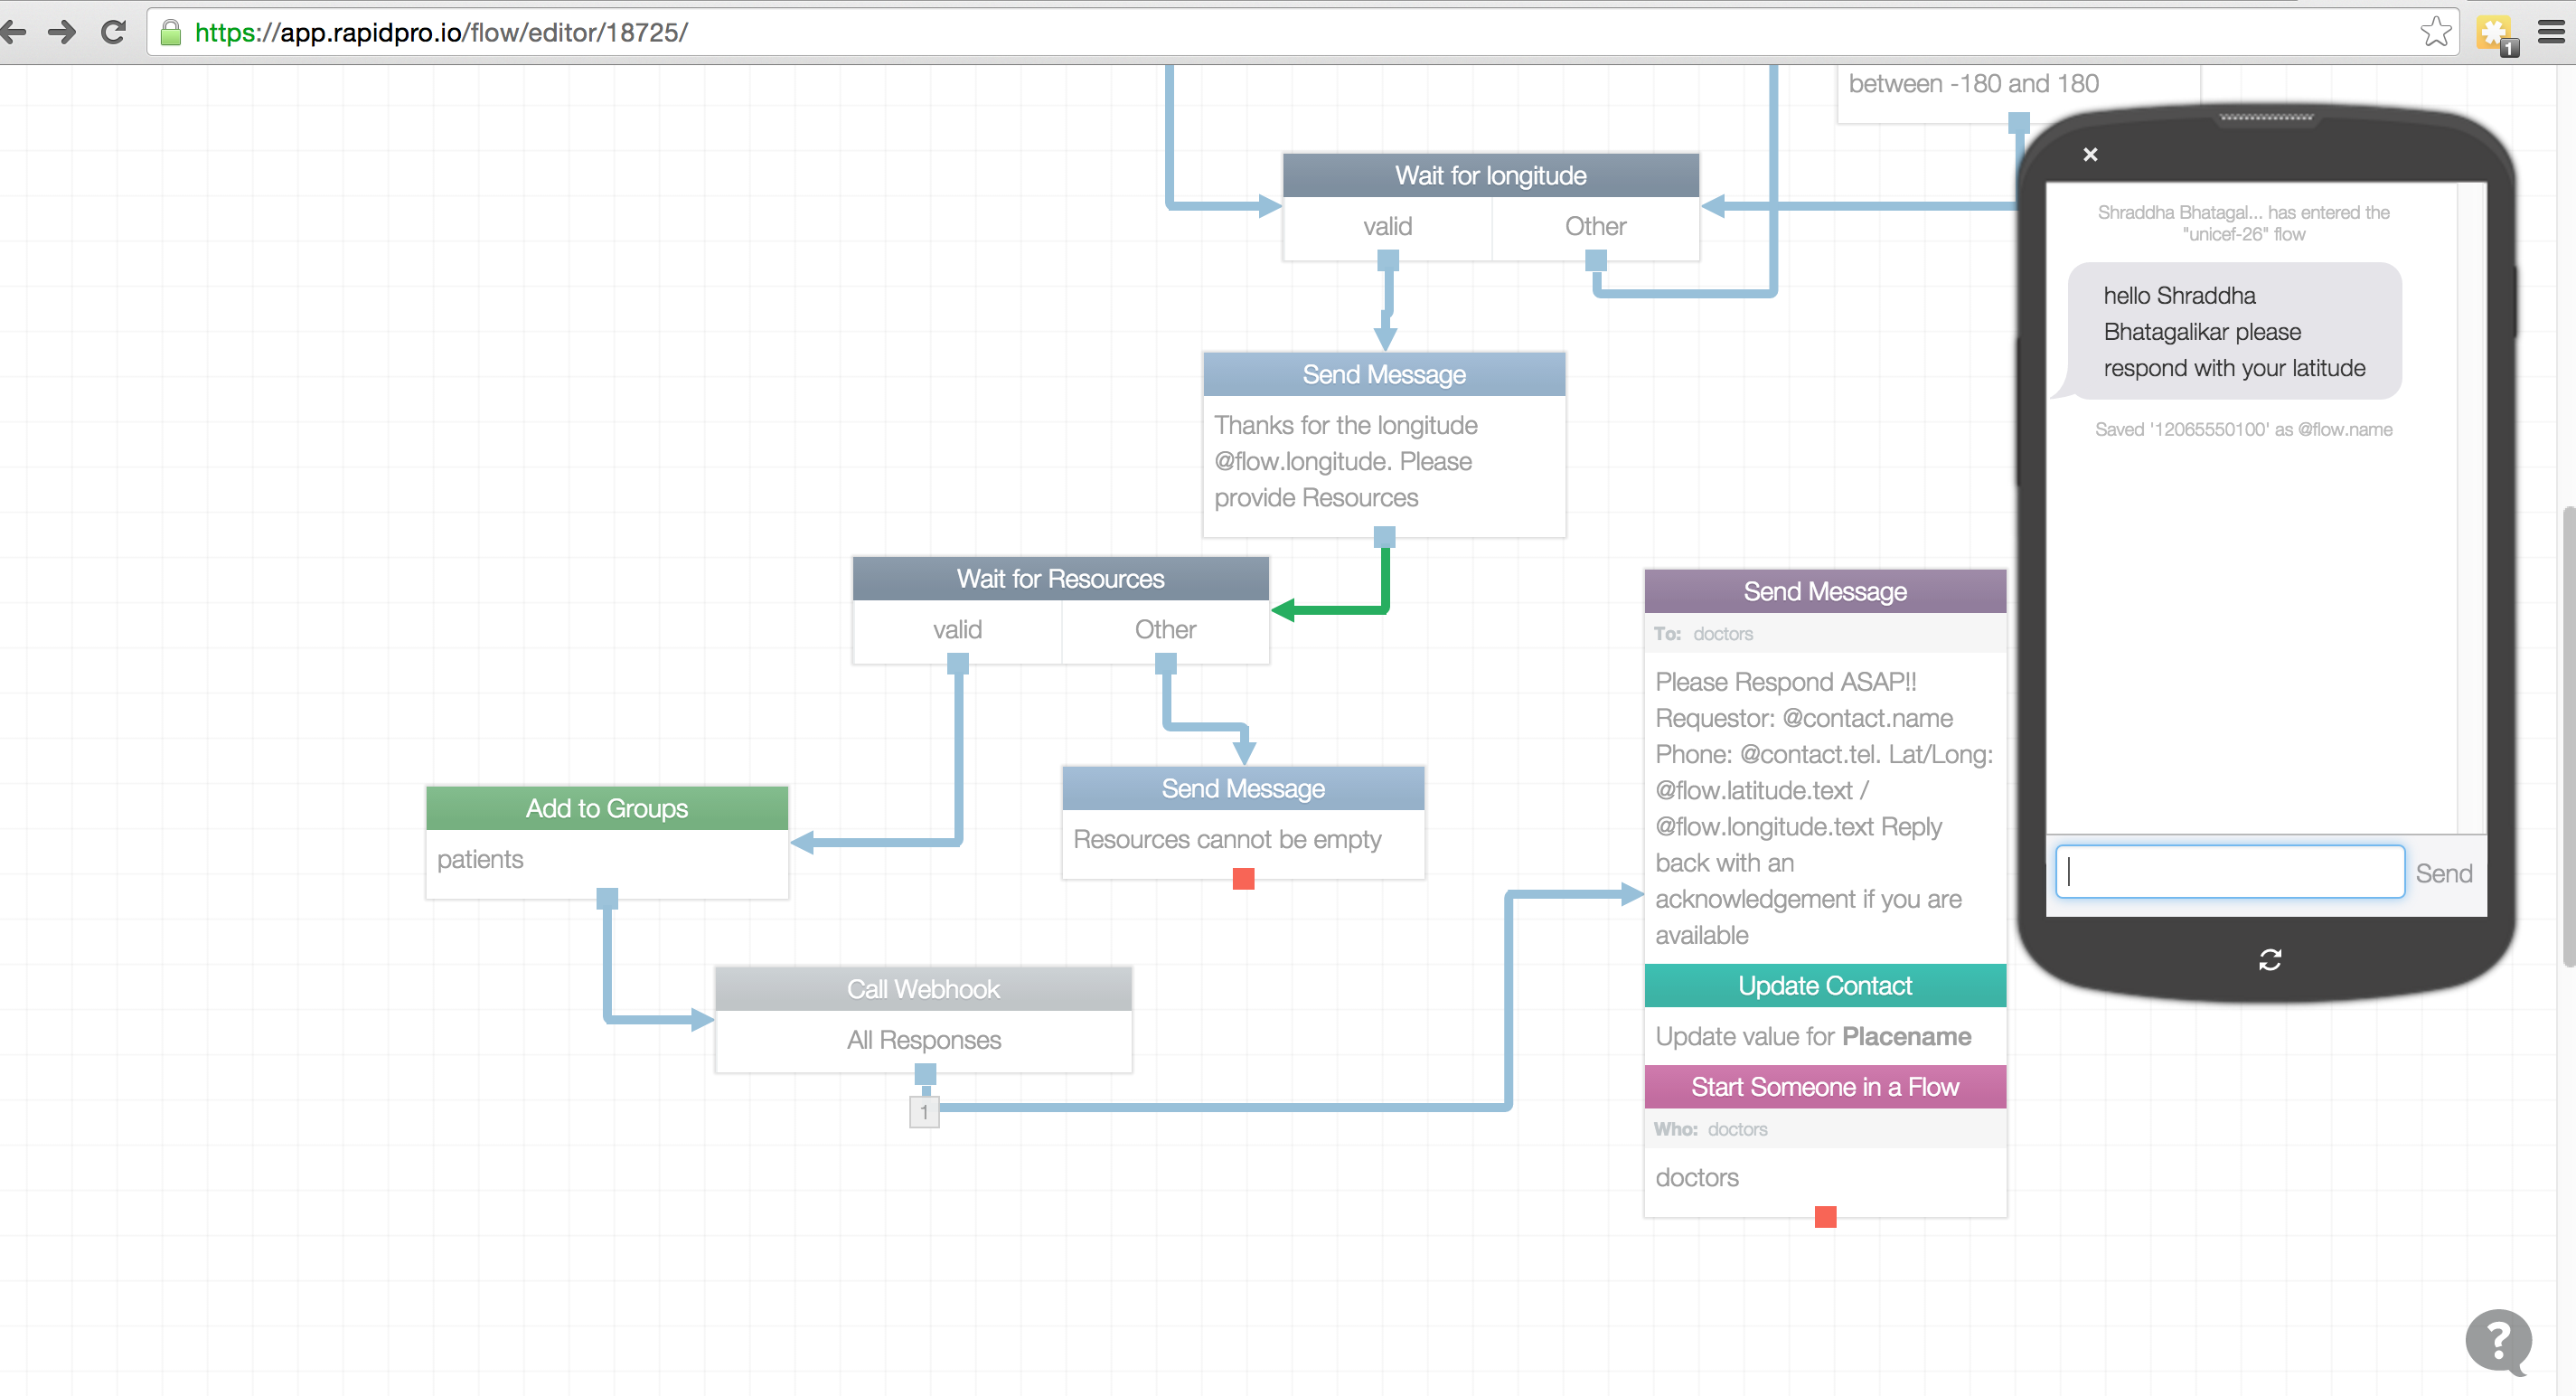 https://app.rapidpro.io/flow/editor/18725/
1
between -180 and 180
Wait for longitude
valid
Other
Send Message
Thanks for the longitude
@flow.longitude. Please
provide Resources
Wait for Resources
valid
Other
Send Message
Resources cannot be empty
Add to Groups
patients
Call Webhook
All Responses
1
Send Message
To: doctors
Please Respond ASAP!!
Requestor: @contact.name
Phone: @contact.tel. Lat/Long:
@flow.latitude.text /
@flow.longitude.text Reply
back with an
acknowledgement if you are
available
Update Contact
Update value for Placename
Start Someone in a Flow
Who: doctors
doctors
Shraddha Bhatagal... has entered the
"unicef-26" flow
hello Shraddha
Bhatagalikar please
respond with your latitude
Saved '12065550100' as @flow.name
Send
?